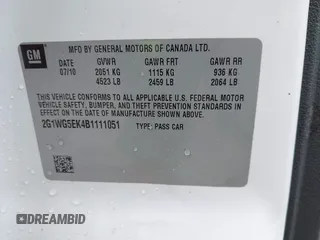 GM
MFD BY GENERAL MOTORS OF CANADA LTD.
DATE GVWR GAWR FRT GAWR RR
07/10 2051 KG 1115 KG 936 KG
4523 LB 2459 LB 2064 LB
THIS VEHICLE CONFORMS TO ALL APPLICABLE U.S. FEDERAL MOTOR
VEHICLE SAFETY, BUMPER, AND THEFT PREVENTION STANDARDS IN
EFFECT ON THE DATE OF MANUFACTURE SHOWN ABOVE.
2G1WG5EK4B1111051 TYPE: PASS CAR
DREAMBID